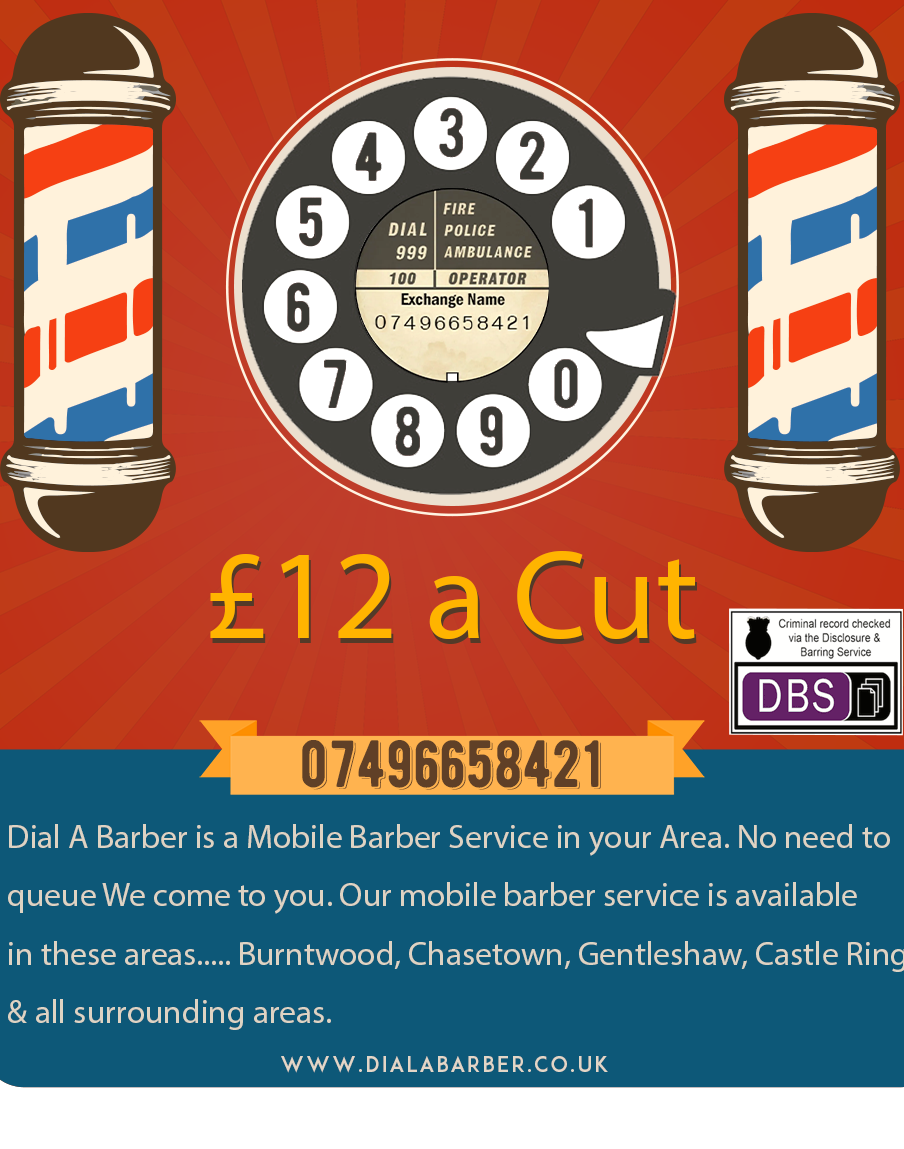 3
4
2
5
1
6
7
0
8
9
FIRE
DIAL
POLICE
999
AMBULANCE
100 | OPERATOR
Exchange Name
07496658421
£12 a Cut
Criminal record checked
via the Disclosure &
Barring Service
DBS
07496658421
Dial A Barber is a Mobile Barber Service in your Area. No need to
queue We come to you. Our mobile barber service is available
in these areas..... Burntwood, Chasetown, Gentleshaw, Castle Ring
& all surrounding areas.
WWW.DIALABARBER.CO.UK